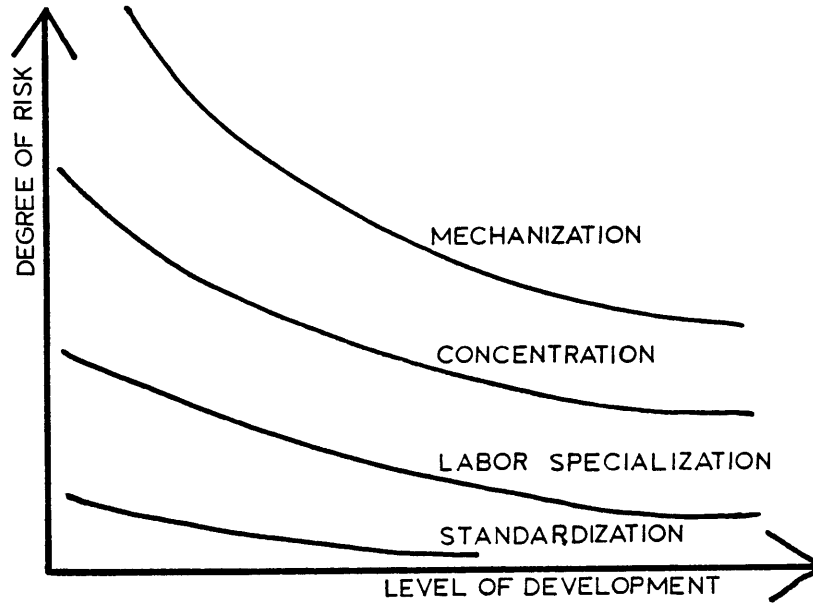 DEGREE OF RISK
MECHANIZATION
CONCENTRATION
LABOR SPECIALIZATION
STANDARDIZATION
LEVEL OF DEVELOPMENT